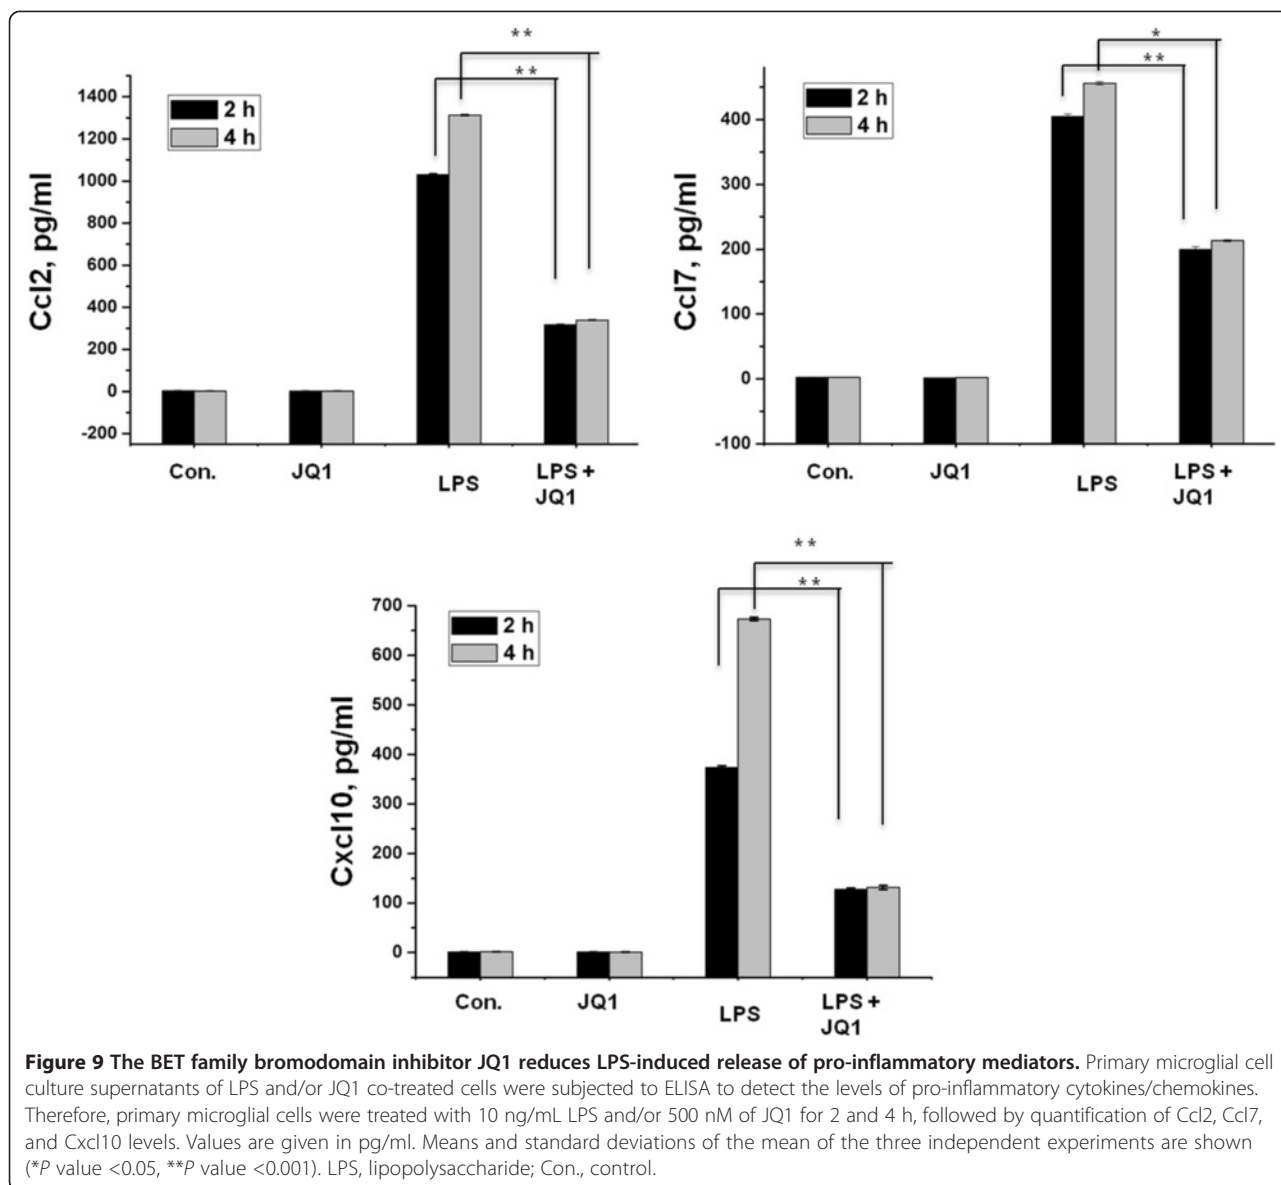 **
**
1400
1200
1000
800
600
400
200
0
-200
Ccl2, pg/ml
2 h
4 h
Con.
JQ1
LPS
LPS +
JQ1
*
**
400
300
200
100
0
-100
Ccl7, pg/ml
2 h
4 h
Con.
JQ1
LPS
LPS +
JQ1
**
**
700
600
500
400
300
200
100
0
Cxcl10, pg/ml
2 h
4 h
Con.
JQ1
LPS
LPS +
JQ1
Figure 9 The BET family bromodomain inhibitor JQ1 reduces LPS-induced release of pro-inflammatory mediators. Primary microglial cell
culture supernatants of LPS and/or JQ1 co-treated cells were subjected to ELISA to detect the levels of pro-inflammatory cytokines/chemokines.
Therefore, primary microglial cells were treated with 10 ng/mL LPS and/or 500 nM of JQ1 for 2 and 4 h, followed by quantification of Ccl2, Ccl7,
and Cxcl10 levels. Values are given in pg/ml. Means and standard deviations of the mean of the three independent experiments are shown
(*P value <0.05, **P value <0.001). LPS, lipopolysaccharide; Con., control.